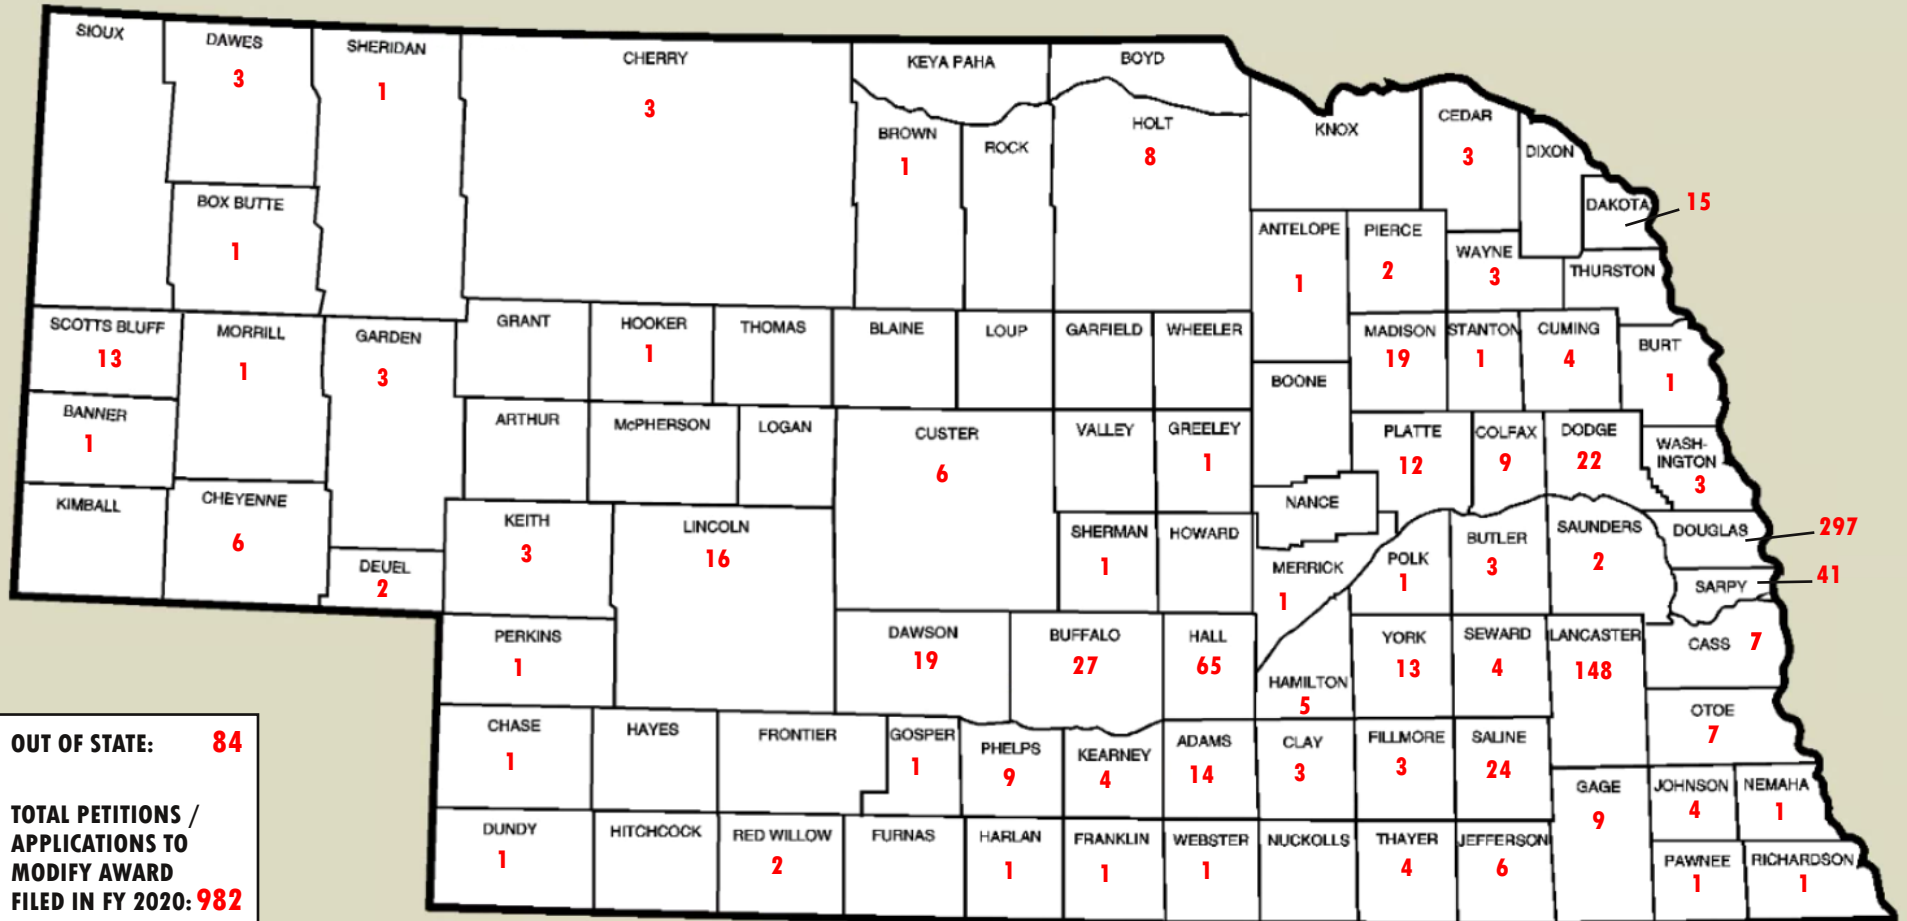 SIOUX
DAWES
3
SHERIDAN
1
CHERRY
3
KEYA PAHA
BOYD
BROWN
1
ROCK
HOLT
8
KNOX
CEDAR
3
DIXON
DAKOTA
15
BOX BUTTE
1
ANTELOPE
1
PIERCE
2
WAYNE
3
THURSTON
SCOTTS BLUFF
13
MORRILL
1
GARDEN
3
GRANT
HOOKER
1
THOMAS
BLAINE
LOUP
GARFIELD
WHEELER
MADISON
19
STANTON
1
CUMING
4
BURT
1
BOONE
BANNER
1
ARTHUR
McPHERSON
LOGAN
CUSTER
6
VALLEY
GREELEY
1
PLATTE
12
COLFAX
9
DODGE
22
WASH-
INGTON
3
KIMBALL
CHEYENNE
6
NANCE
DEUEL
2
KEITH
3
LINCOLN
16
SHERMAN
1
HOWARD
MERRICK
1
POLK
1
BUTLER
3
SAUNDERS
2
DOUGLAS
297
SARPY
41
PERKINS
1
DAWSON
19
BUFFALO
27
HALL
65
HAMILTON
5
YORK
13
SEWARD
4
LANCASTER
148
CASS 7
OTOE
7
CHASE
1
HAYES
FRONTIER
GOSPER
1
PHELPS
9
KEARNEY
4
ADAMS
14
CLAY
3
FILLMORE
3
SALINE
24
GAGE
9
JOHNSON
4
NEMAHA
1
DUNDY
1
HITCHCOCK
RED WILLOW
2
FURNAS
HARLAN
1
FRANKLIN
1
WEBSTER
1
NUCKOLLS
THAYER
4
JEFFERSON
6
PAWNEE
1
RICHARDSON
1
OUT OF STATE: 84
TOTAL PETITIONS /
APPLICATIONS TO
MODIFY AWARD
FILED IN FY 2020: 982